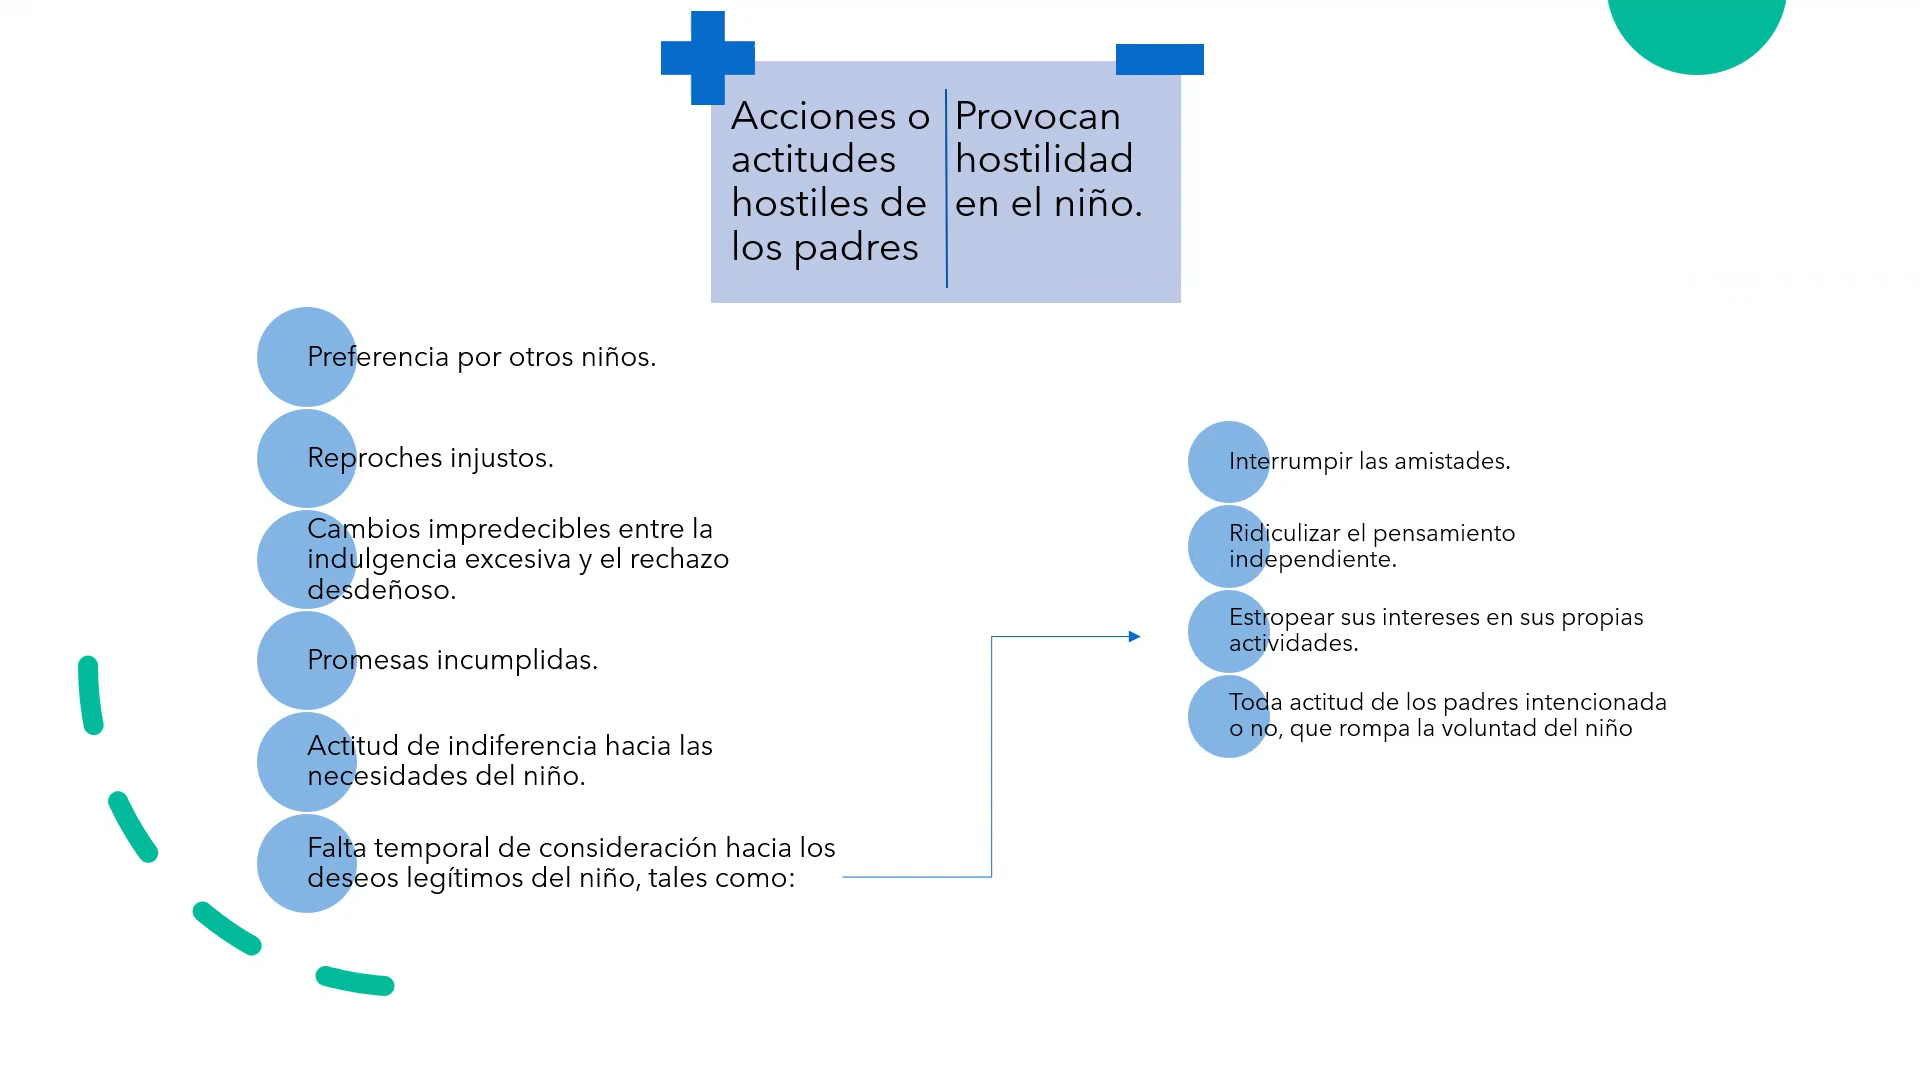 Acciones o
actitudes
hostiles de
los padres
Provocan
hostilidad
en el niño.
Preferencia por otros niños.
Reproches injustos.
Cambios impredecibles entre la
indulgencia excesiva y el rechazo
desdeñoso.
Promesas incumplidas.
Actitud de indiferencia hacia las
necesidades del niño.
Falta temporal de consideración hacia los
deseos legítimos del niño, tales como:
Interrumpir las amistades.
Ridiculizar el pensamiento
independiente.
Estropear sus intereses en sus propias
actividades.
Toda actitud de los padres intencionada
o no, que rompa la voluntad del niño